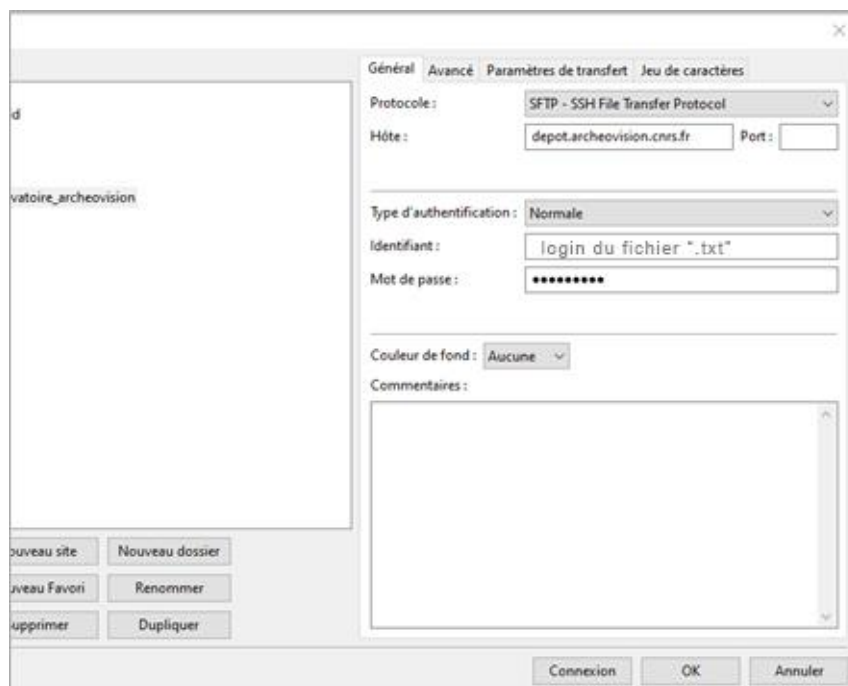 d
vatoire_archeovision
ouveau site Nouveau dossier
uveau Favori Renommer
upprimer Dupliquer
Général Avancé Paramètres de transfert Jeu de caractères
Protocole : SFTP - SSH File Transfer Protocol
Hôte : depot.archeovision.cnrs.fr Port :
Type d'authentification : Normale
Identifiant : login du fichier ".txt"
Mot de passe : •••••••••
Couleur de fond : Aucune
Commentaires :
Connexion OK Annuler